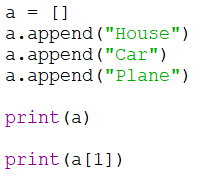 a = []
a.append("House")
a.append("Car")
a.append("Plane")
print(a)
print(a[1])